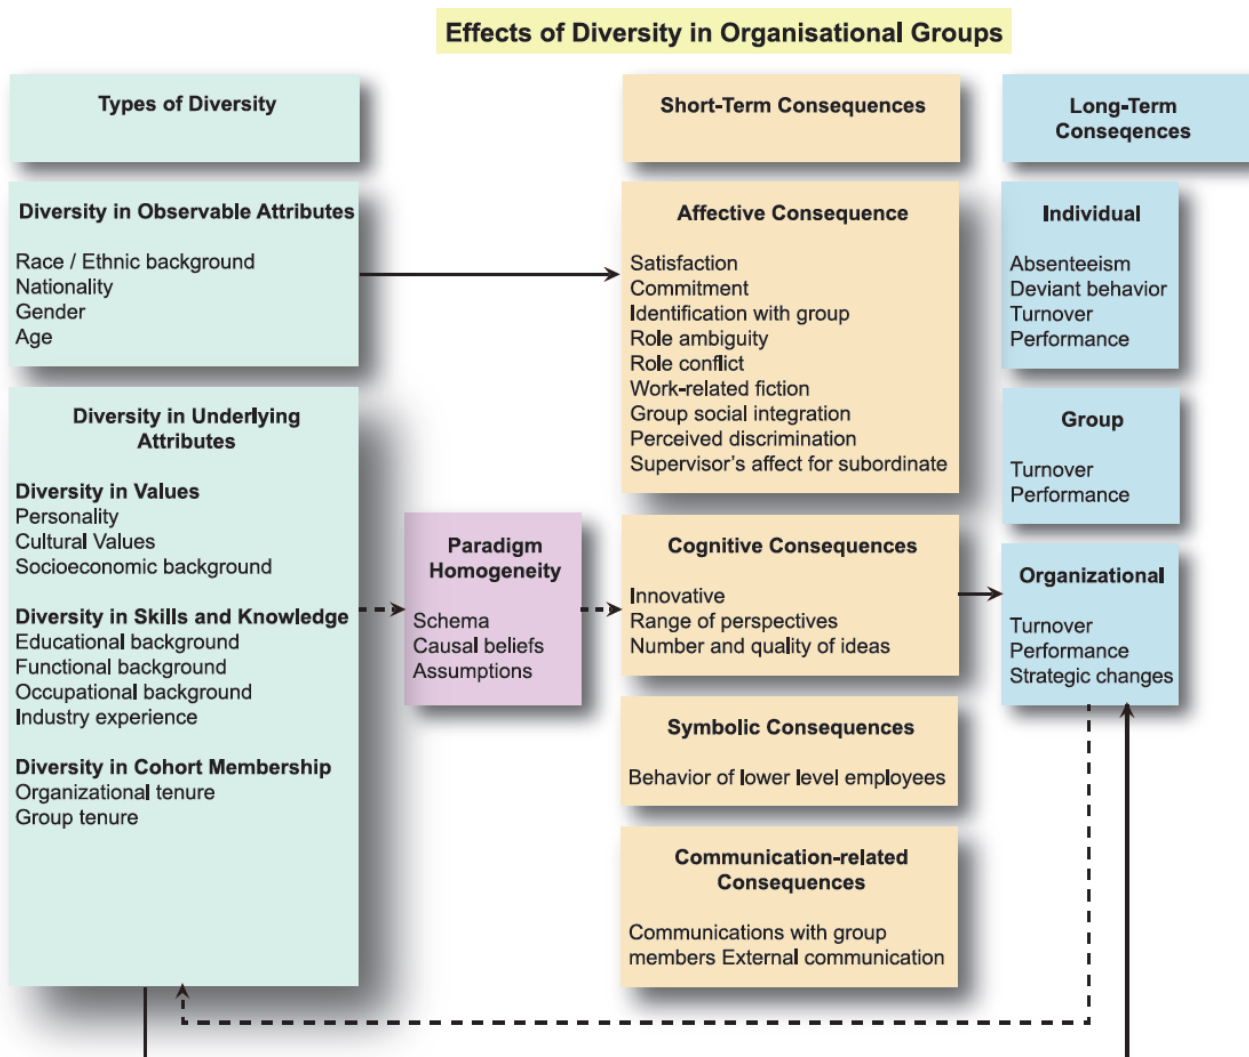 Effects of Diversity in Organisational Groups
Types of Diversity
Short-Term Consequences
Long-Term
Conseqences
Diversity in Observable Attributes
Race / Ethnic background
Nationality
Gender
Age
Affective Consequence
Satisfaction
Commitment
Identification with group
Role ambiguity
Role conflict
Work-related fiction
Group social integration
Perceived discrimination
Supervisor's affect for subordinate
Individual
Absenteeism
Deviant behavior
Turnover
Performance
Diversity in Underlying
Attributes
Diversity in Values
Personality
Cultural Values
Socioeconomic background
Diversity in Skills and Knowledge
Educational background
Functional background
Occupational background
Industry experience
Diversity in Cohort Membership
Organizational tenure
Group tenure
Paradigm
Homogeneity
Schema
Causal beliefs
Assumptions
Group
Turnover
Performance
Cognitive Consequences
Innovative
Range of perspectives
Number and quality of ideas
Organizational
Turnover
Performance
Strategic changes
Symbolic Consequences
Behavior of lower level employees
Communication-related
Consequences
Communications with group
members External communication